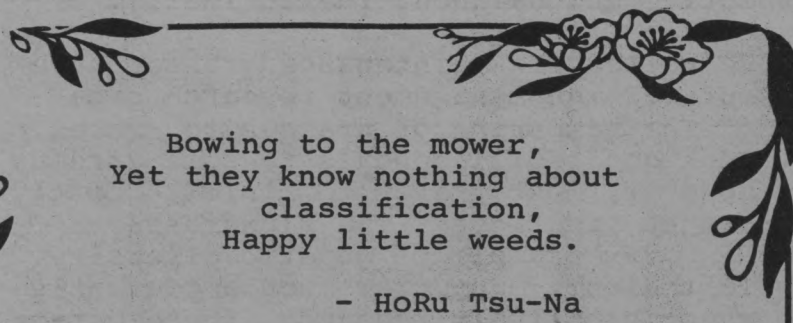 Bowing to the mower,
Yet they know nothing about
classification,
Happy little weeds.
- HoRu Tsu-Na